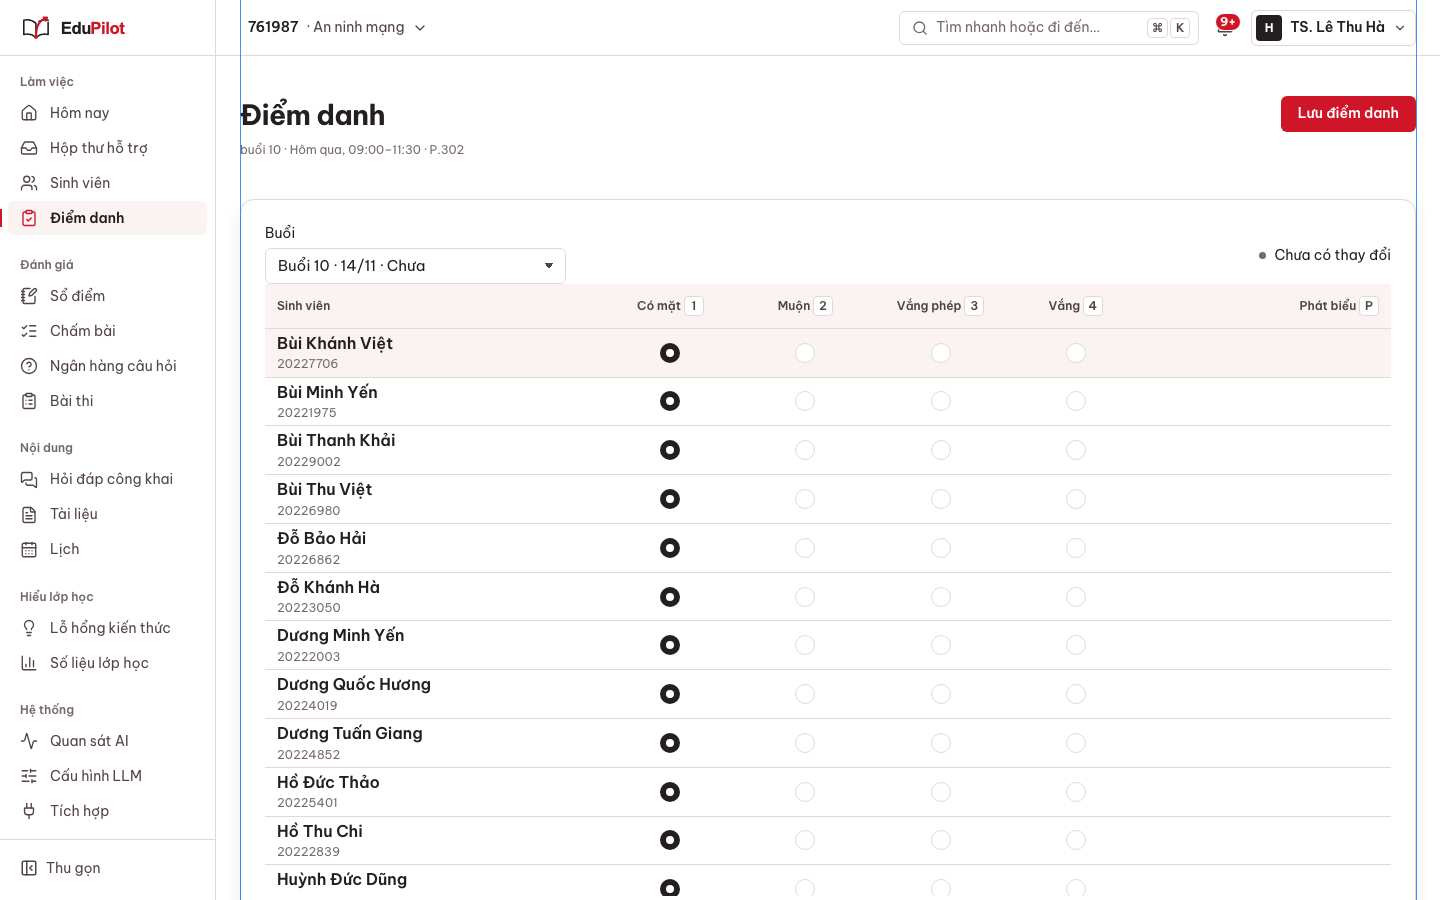 EduPilot
761987 · An ninh mạng
Tìm nhanh hoặc đi đến...
⌘ K
9+
H TS. Lê Thu Hà
Làm việc
Hôm nay
Hộp thư hỗ trợ
Sinh viên
Điểm danh
Đánh giá
Sổ điểm
Chấm bài
Ngân hàng câu hỏi
Bài thi
Nội dung
Hỏi đáp công khai
Tài liệu
Lịch
Hiểu lớp học
Lỗ hổng kiến thức
Số liệu lớp học
Hệ thống
Quan sát AI
Cấu hình LLM
Tích hợp
Thu gọn
Điểm danh
Lưu điểm danh
buổi 10 · Hôm qua, 09:00–11:30 · P.302
Buổi
Buổi 10 · 14/11 · Chưa
Chưa có thay đổi
Sinh viên Có mặt 1 Muộn 2 Vắng phép 3 Vắng 4 Phát biểu P
Bùi Khánh Việt
20227706
Bùi Minh Yến
20221975
Bùi Thanh Khải
20229002
Bùi Thu Việt
20226980
Đỗ Bảo Hải
20226862
Đỗ Khánh Hà
20223050
Dương Minh Yến
20222003
Dương Quốc Hương
20224019
Dương Tuấn Giang
20224852
Hồ Đức Thảo
20225401
Hồ Thu Chi
20222839
Huỳnh Đức Dũng